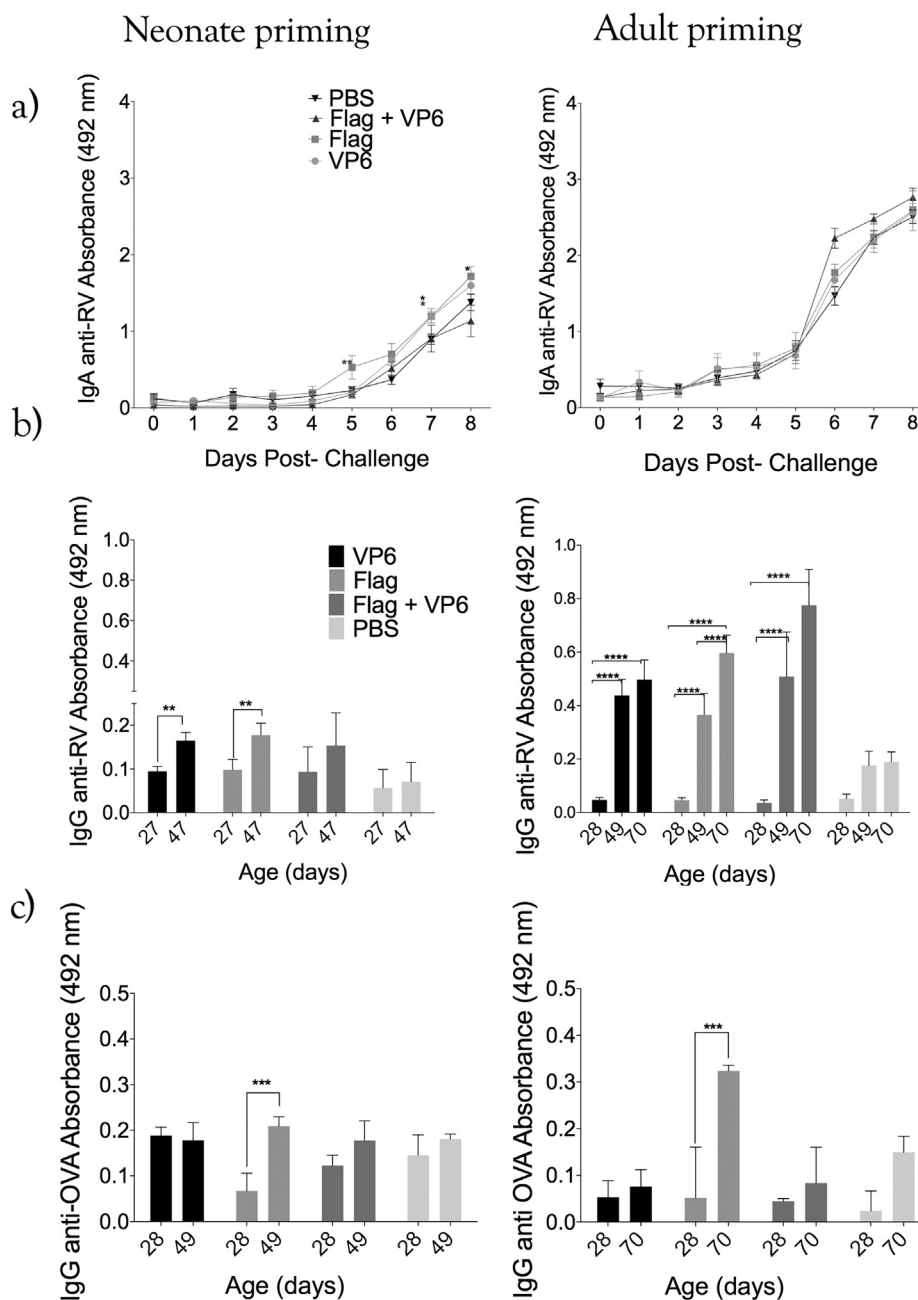 Neonate priming
Adult priming
a)
IgA anti-RV Absorbance (492 nm)
4
3
2
1
0
PBS
Flag + VP6
Flag
VP6
**
**
*
0 1 2 3 4 5 6 7 8
Days Post- Challenge
IgA anti-RV Absorbance (492 nm)
4
3
2
1
0
0 1 2 3 4 5 6 7 8
Days Post- Challenge
b)
IgG anti-RV Absorbance (492 nm)
1.0
0.8
0.6
0.4
0.2
0.1
0.0
VP6
Flag
Flag + VP6
PBS
**
**
27 47 27 47 27 47 27 47
Age (days)
IgG anti-RV Absorbance (492 nm)
1.0
0.8
0.6
0.4
0.2
0.0
****
****
****
****
****
****
****
28 49 70 28 49 70 28 49 70 28 49 70
Age (days)
c)
IgG anti-OVA Absorbance (492 nm)
0.5
0.4
0.3
0.2
0.1
0.0
***
28 49 28 49 28 49 28 49
Age (days)
IgG anti OVA Absorbance (492 nm)
0.5
0.4
0.3
0.2
0.1
0.0
***
28 70 28 70 28 70 28 70
Age (days)